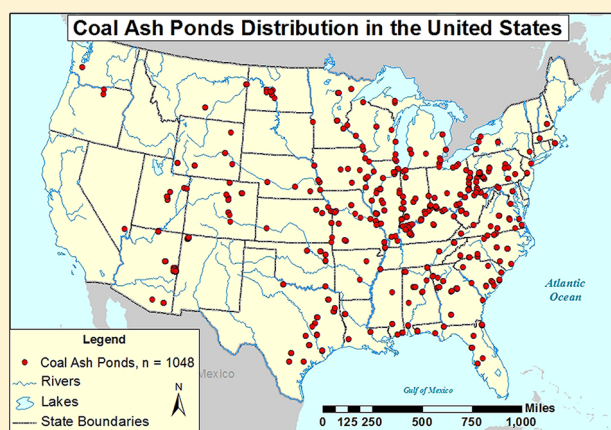 Coal Ash Ponds Distribution in the United States
Atlantic
Ocean
Legend
Coal Ash Ponds, n = 1048
Rivers
Lakes
State Boundaries
N
Mexico
Gulf of Mexico
Miles
0 125 250 500 750 1,000